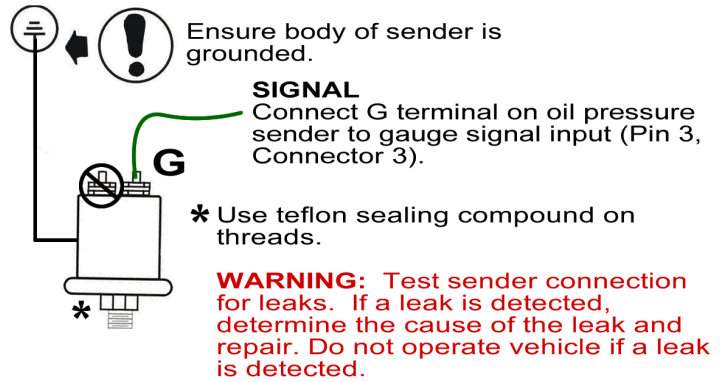 Ensure body of sender is
grounded.
SIGNAL
Connect G terminal on oil pressure
sender to gauge signal input (Pin 3,
Connector 3).
G
* Use teflon sealing compound on
threads.
WARNING: Test sender connection
for leaks. If a leak is detected,
determine the cause of the leak and
repair. Do not operate vehicle if a leak
is detected.
*